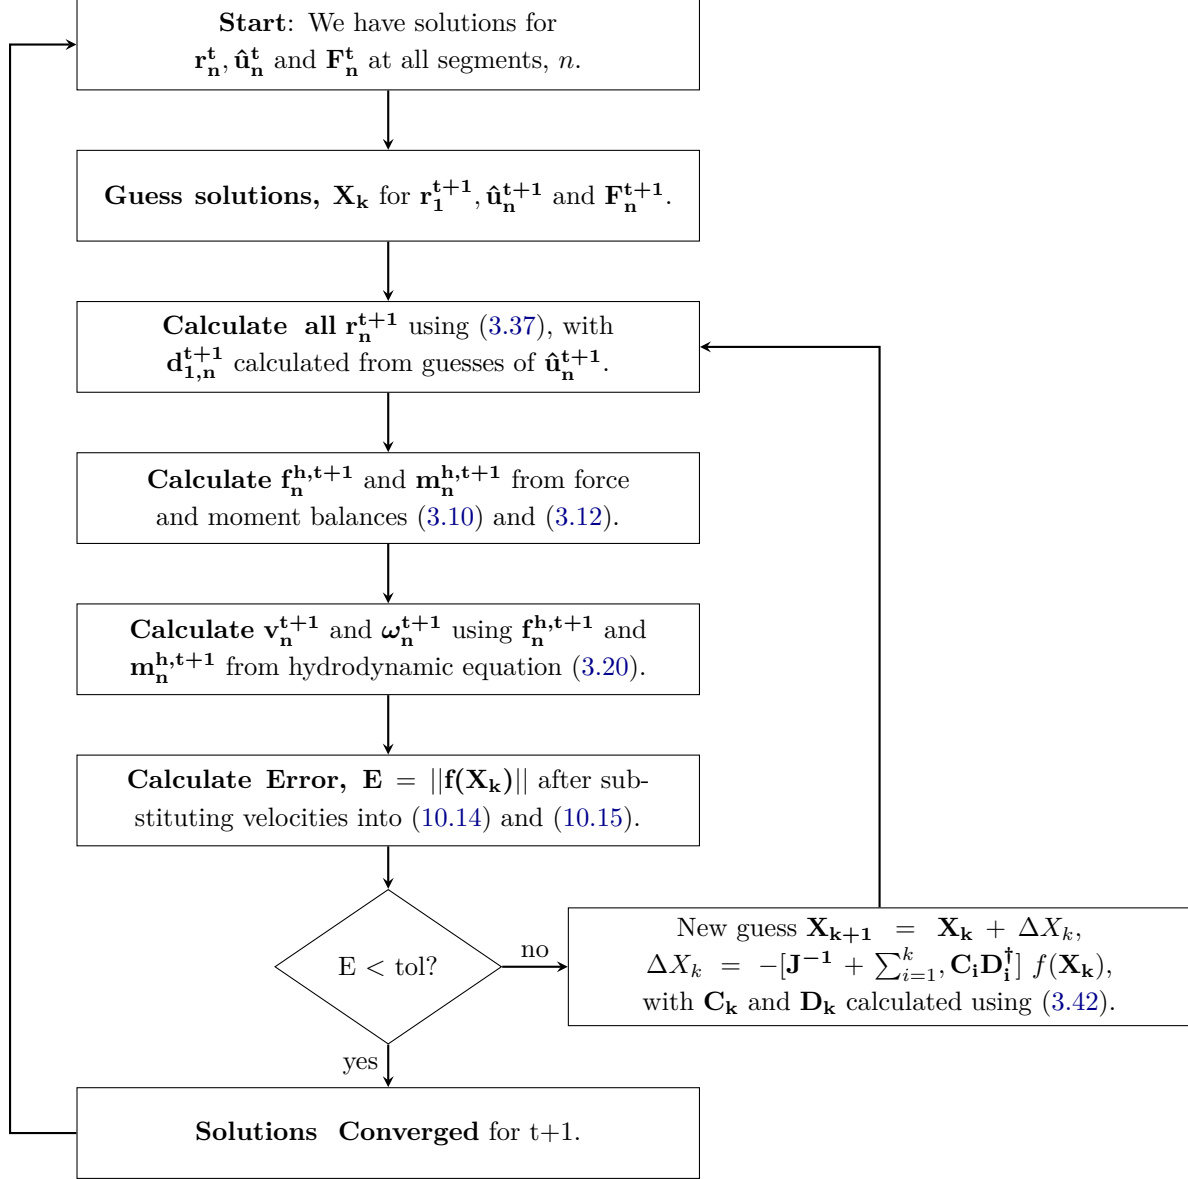 Start: We have solutions for
r_n^t, û_n^t and F_n^t at all segments, n.
Guess solutions, X_k for r_1^{t+1}, û_n^{t+1} and F_n^{t+1}.
Calculate all r_n^{t+1} using (3.37), with
d_{1,n}^{t+1} calculated from guesses of û_n^{t+1}.
Calculate f_n^{h,t+1} and m_n^{h,t+1} from force
and moment balances (3.10) and (3.12).
Calculate v_n^{t+1} and ω_n^{t+1} using f_n^{h,t+1} and
m_n^{h,t+1} from hydrodynamic equation (3.20).
Calculate Error, E = ||f(X_k)|| after sub-
stituting velocities into (10.14) and (10.15).
E < tol?
no
New guess X_{k+1} = X_k + ΔX_k,
ΔX_k = −[J^{−1} + ∑_{i=1}^k, C_i D_i^†] f(X_k),
with C_k and D_k calculated using (3.42).
yes
Solutions Converged for t+1.